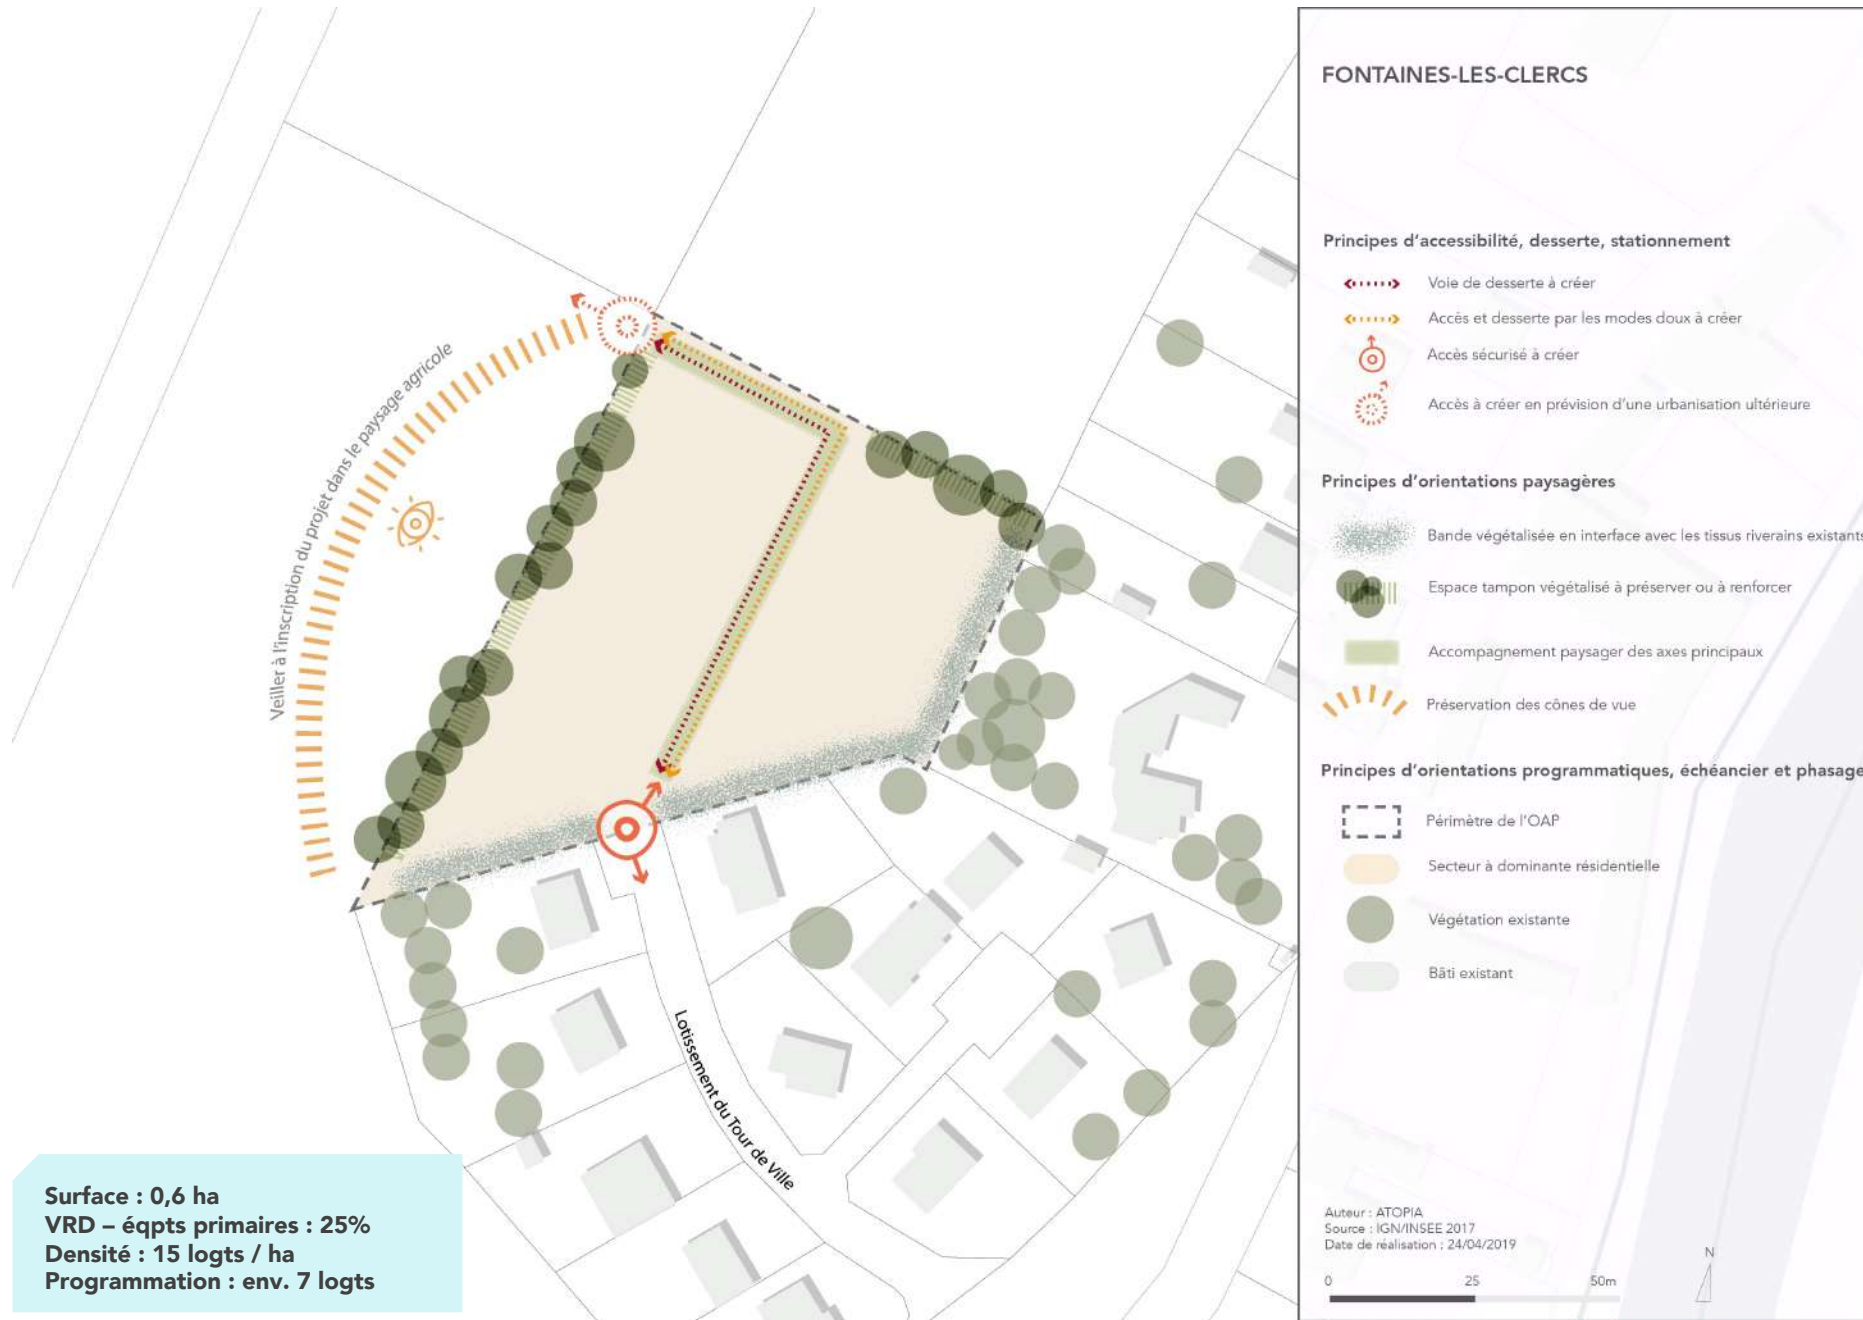 FONTAINES-LES-CLERCS
Principes d'accessibilité, desserte, stationnement
Voie de desserte à créer
Accès et desserte par les modes doux à créer
Accès sécurisé à créer
Accès à créer en prévision d'une urbanisation ultérieure
Principes d'orientations paysagères
Bande végétalisée en interface avec les tissus riverains existants
Espace tampon végétalisé à préserver ou à renforcer
Accompagnement paysager des axes principaux
Préservation des cônes de vue
Principes d'orientations programmatiques, échéancier et phasage
Périmètre de l'OAP
Secteur à dominante résidentielle
Végétation existante
Bâti existant
Auteur : ATOPIA
Source : IGN/INSEE 2017
Date de réalisation : 24/04/2019
N
0 25 50m
Veiller à l'inscription du projet dans le paysage agricole
Lotissement du Tour de Ville
Surface : 0,6 ha
VRD – éqpts primaires : 25%
Densité : 15 logts / ha
Programmation : env. 7 logts